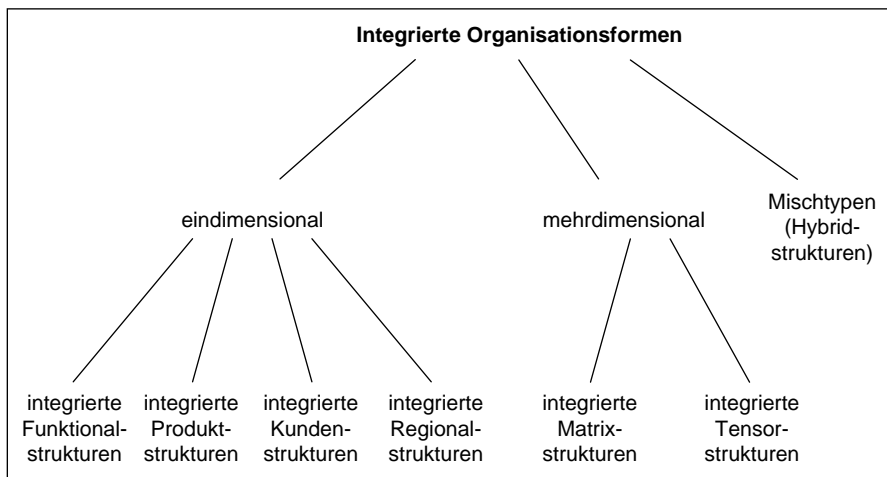 Integrierte Organisationsformen
eindimensional
mehrdimensional
Mischtypen
(Hybrid-
strukturen)
integrierte
Funktional-
strukturen
integrierte
Produkt-
strukturen
integrierte
Kunden-
strukturen
integrierte
Regional-
strukturen
integrierte
Matrix-
strukturen
integrierte
Tensor-
strukturen